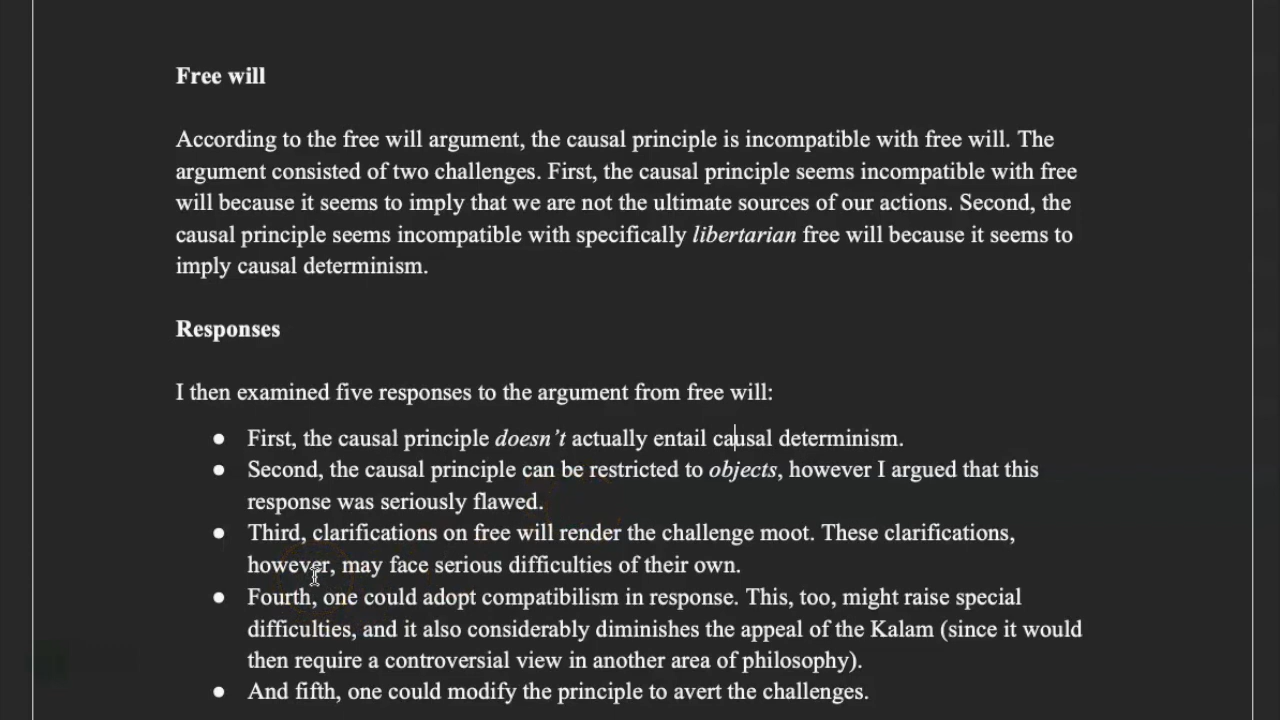 Free will
According to the free will argument, the causal principle is incompatible with free will. The
argument consisted of two challenges. First, the causal principle seems incompatible with free
will because it seems to imply that we are not the ultimate sources of our actions. Second, the
causal principle seems incompatible with specifically libertarian free will because it seems to
imply causal determinism.
Responses
I then examined five responses to the argument from free will:
● First, the causal principle doesn’t actually entail causal determinism.
● Second, the causal principle can be restricted to objects, however I argued that this
response was seriously flawed.
● Third, clarifications on free will render the challenge moot. These clarifications,
however, may face serious difficulties of their own.
● Fourth, one could adopt compatibilism in response. This, too, might raise special
difficulties, and it also considerably diminishes the appeal of the Kalam (since it would
then require a controversial view in another area of philosophy).
● And fifth, one could modify the principle to avert the challenges.